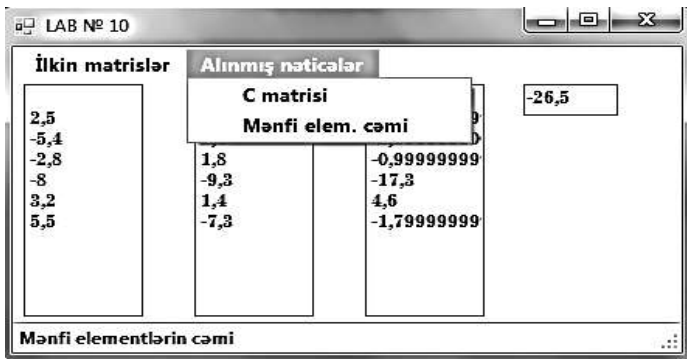 LAB № 10
İlkin matrislər Alınmış nəticələr
C matrisi
Mənfi elem. cəmi
-26,5
2,5
-5,4
-2,8 1,8 -0,99999999
-8 -9,3 -17,3
3,2 1,4 4,6
5,5 -7,3 -1,79999999
Mənfi elementlərin cəmi